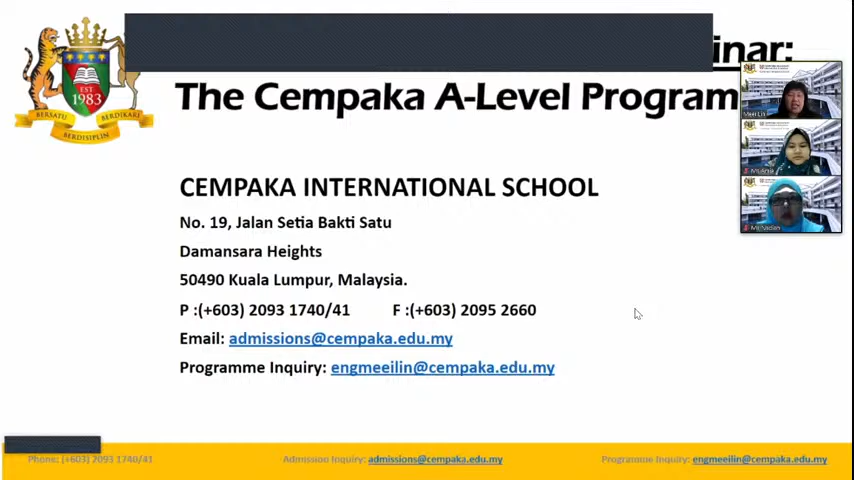 inar:
The Cempaka A-Level Program
EST
1983
BERSATU
BERDIKARI
BERDISIPLIN
CEMPAKA INTERNATIONAL SCHOOL
No. 19, Jalan Setia Bakti Satu
Damansara Heights
50490 Kuala Lumpur, Malaysia.
P :(+603) 2093 1740/41 F :(+603) 2095 2660
Email: admissions@cempaka.edu.my
Programme Inquiry: engmeeilin@cempaka.edu.my
Phone: (+603) 2093 1740/41 Admission Inquiry: admissions@cempaka.edu.my Programme Inquiry: engmeeilin@cempaka.edu.my